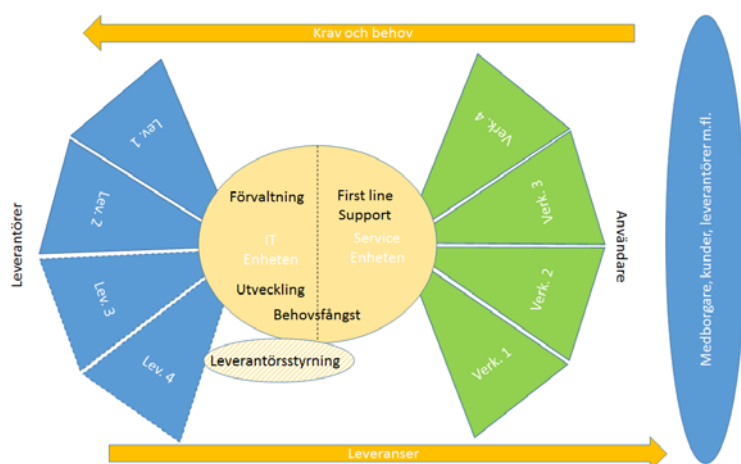 Krav och behov
Leverantörer
Lev. 1
Lev. 2
Lev. 3
Lev. 4
Förvaltning
IT
Enheten
Utveckling
First line
Support
Service
Enheten
Behovsfångst
Leverantörsstyrning
Verk. 4
Verk. 3
Verk. 2
Verk. 1
Användare
Medborgare, kunder, leverantörer m.fl.
Leveranser